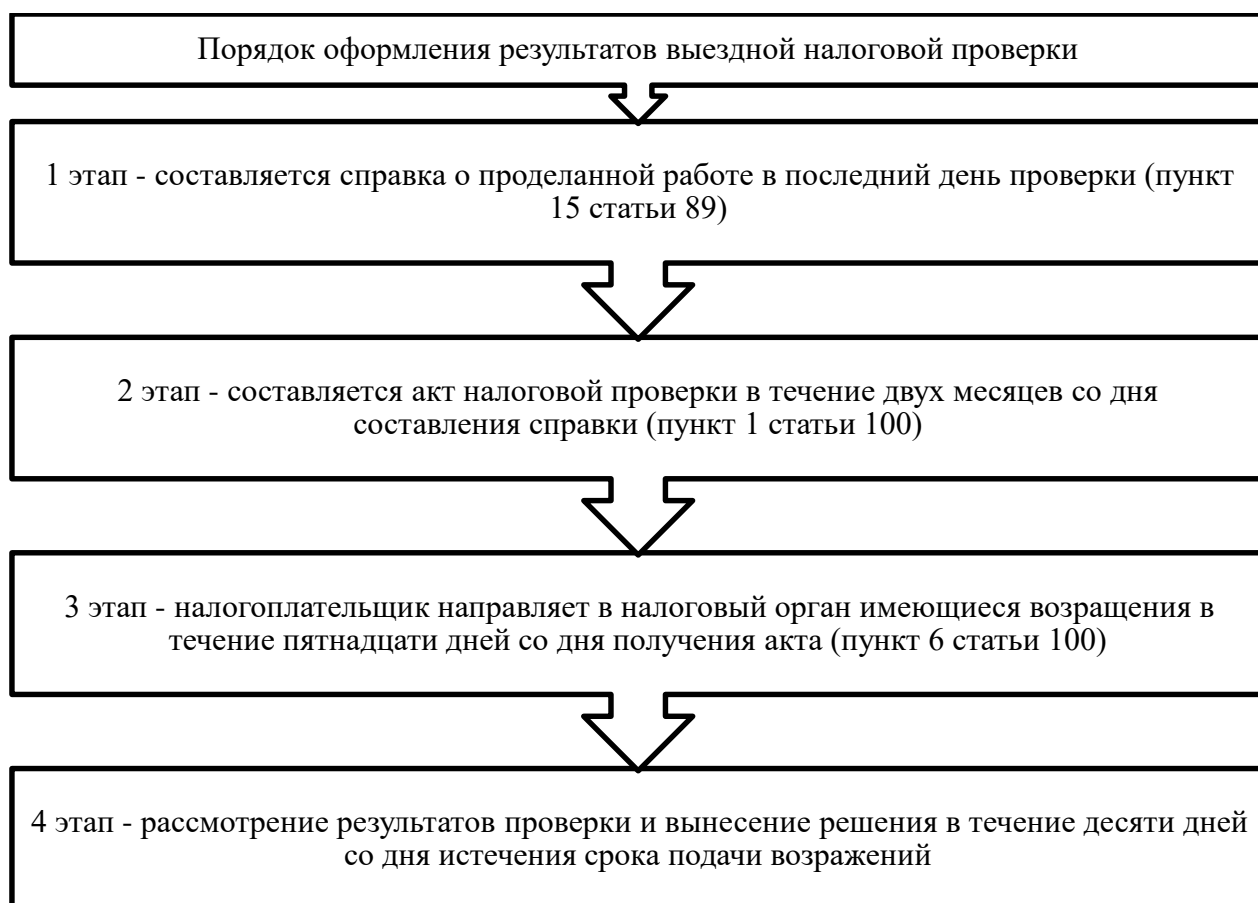 Порядок оформления результатов выездной налоговой проверки
1 этап - составляется справка о проделанной работе в последний день проверки (пункт
15 статьи 89)
2 этап - составляется акт налоговой проверки в течение двух месяцев со дня
составления справки (пункт 1 статьи 100)
3 этап - налогоплательщик направляет в налоговый орган имеющиеся возращения в
течение пятнадцати дней со дня получения акта (пункт 6 статьи 100)
4 этап - рассмотрение результатов проверки и вынесение решения в течение десяти дней
со дня истечения срока подачи возражений